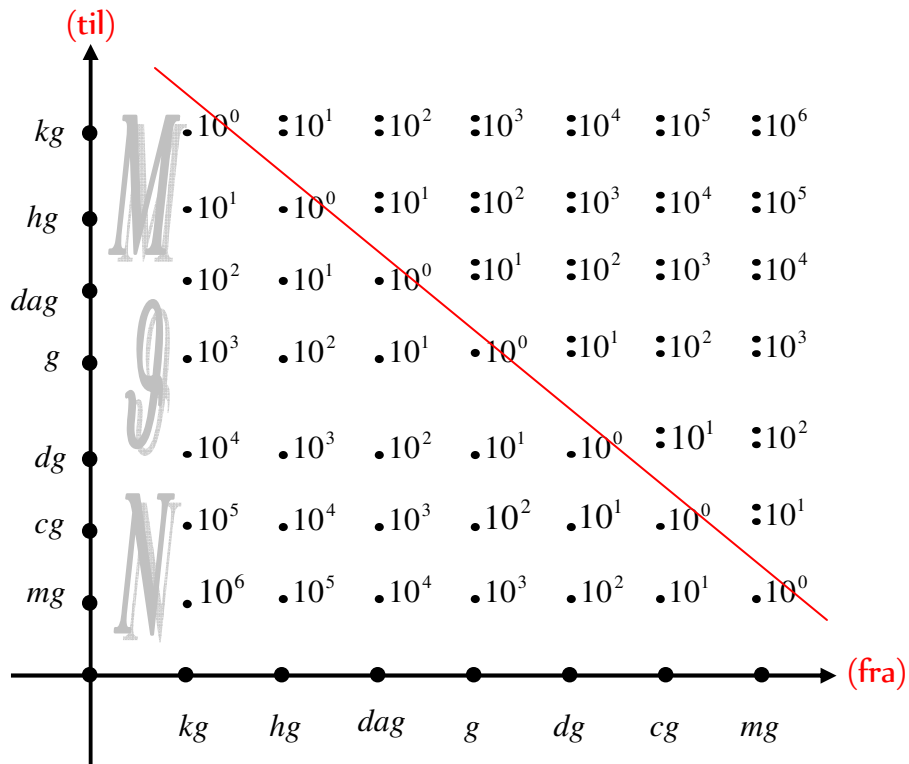 (til)
kg ·10⁰ :10¹ :10² :10³ :10⁴ :10⁵ :10⁶
hg ·10¹ ·10⁰ :10¹ :10² :10³ :10⁴ :10⁵
dag ·10² ·10¹ ·10⁰ :10¹ :10² :10³ :10⁴
g ·10³ ·10² ·10¹ ·10⁰ :10¹ :10² :10³
dg ·10⁴ ·10³ ·10² ·10¹ ·10⁰ :10¹ :10²
cg ·10⁵ ·10⁴ ·10³ ·10² ·10¹ ·10⁰ :10¹
mg ·10⁶ ·10⁵ ·10⁴ ·10³ ·10² ·10¹ ·10⁰
(fra)
kg hg dag g dg cg mg
M
N